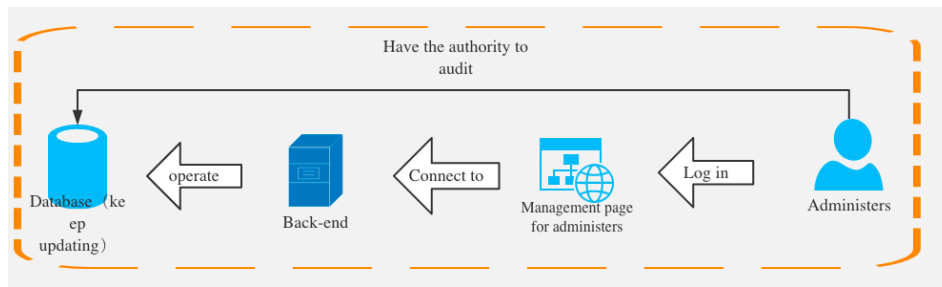 Have the authority to
audit
operate
Connect to
Log in
Database（ke
ep
updating）
Back-end
Management page
for administers
Administers